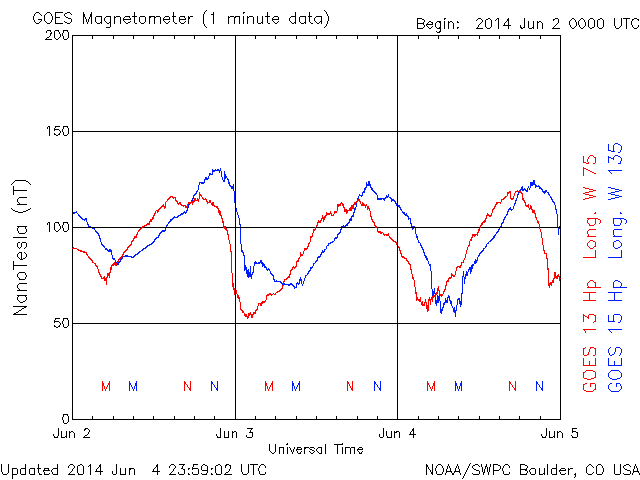 GOES Magnetometer (1 minute data)
Begin: 2014 Jun 2 0000 UTC
200
150
100
50
0
NanoTesla (nT)
M M N N M M N N M M N N
Jun 2 Jun 3 Jun 4 Jun 5
Universal Time
GOES 13 Hp Long. W 75
GOES 15 Hp Long. W 135
Updated 2014 Jun 4 23:59:02 UTC
NOAA/SWPC Boulder, CO USA